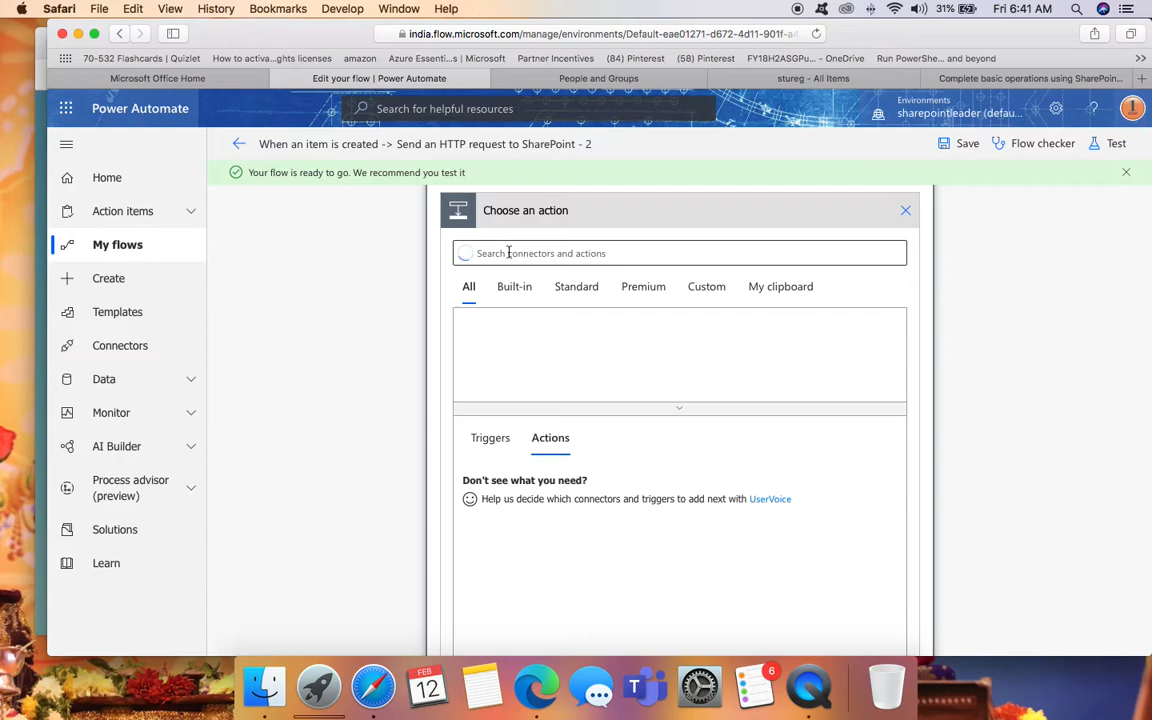 Safari File Edit View History Bookmarks Develop Window Help 31% Fri 6:41 AM
india.flow.microsoft.com/manage/environments/Default-eae01271-d672-4d11-901f-a4
70-532 Flashcards | Quizlet How to activa...ghts licenses amazon Azure Essenti...s | Microsoft Partner Incentives (84) Pinterest (58) Pinterest FY18H2ASGPu... - OneDrive RunPowerShe...nd beyond
Microsoft Office Home Edit your flow | Power Automate People and Groups stureg - All Items Complete basic operations using SharePoin...
Power Automate Search for helpful resources Environments sharepointleader (defau...
When an item is created -> Send an HTTP request to SharePoint - 2 Save Flow checker Test
Your flow is ready to go. We recommend you test it
Home
Action items
My flows
Create
Templates
Connectors
Data
Monitor
AI Builder
Process advisor
(preview)
Solutions
Learn
Choose an action
Search connectors and actions
All Built-in Standard Premium Custom My clipboard
Triggers Actions
Don't see what you need?
Help us decide which connectors and triggers to add next with UserVoice
FEB
12
6